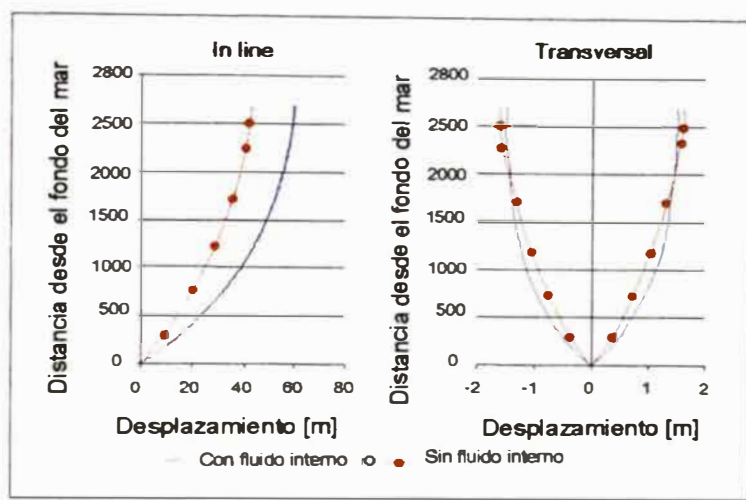 In line
Distancia desde el fondo del mar
2800
2500
2000
1500
1000
500
0
0 20 40 60 80
Desplazamiento [m]
Transversal
Distancia desde el fondo del mar
2800
2500
2000
1500
1000
500
0
-2 -1 0 1 2
Desplazamiento [m]
Con fluido interno o Sin fluido interno